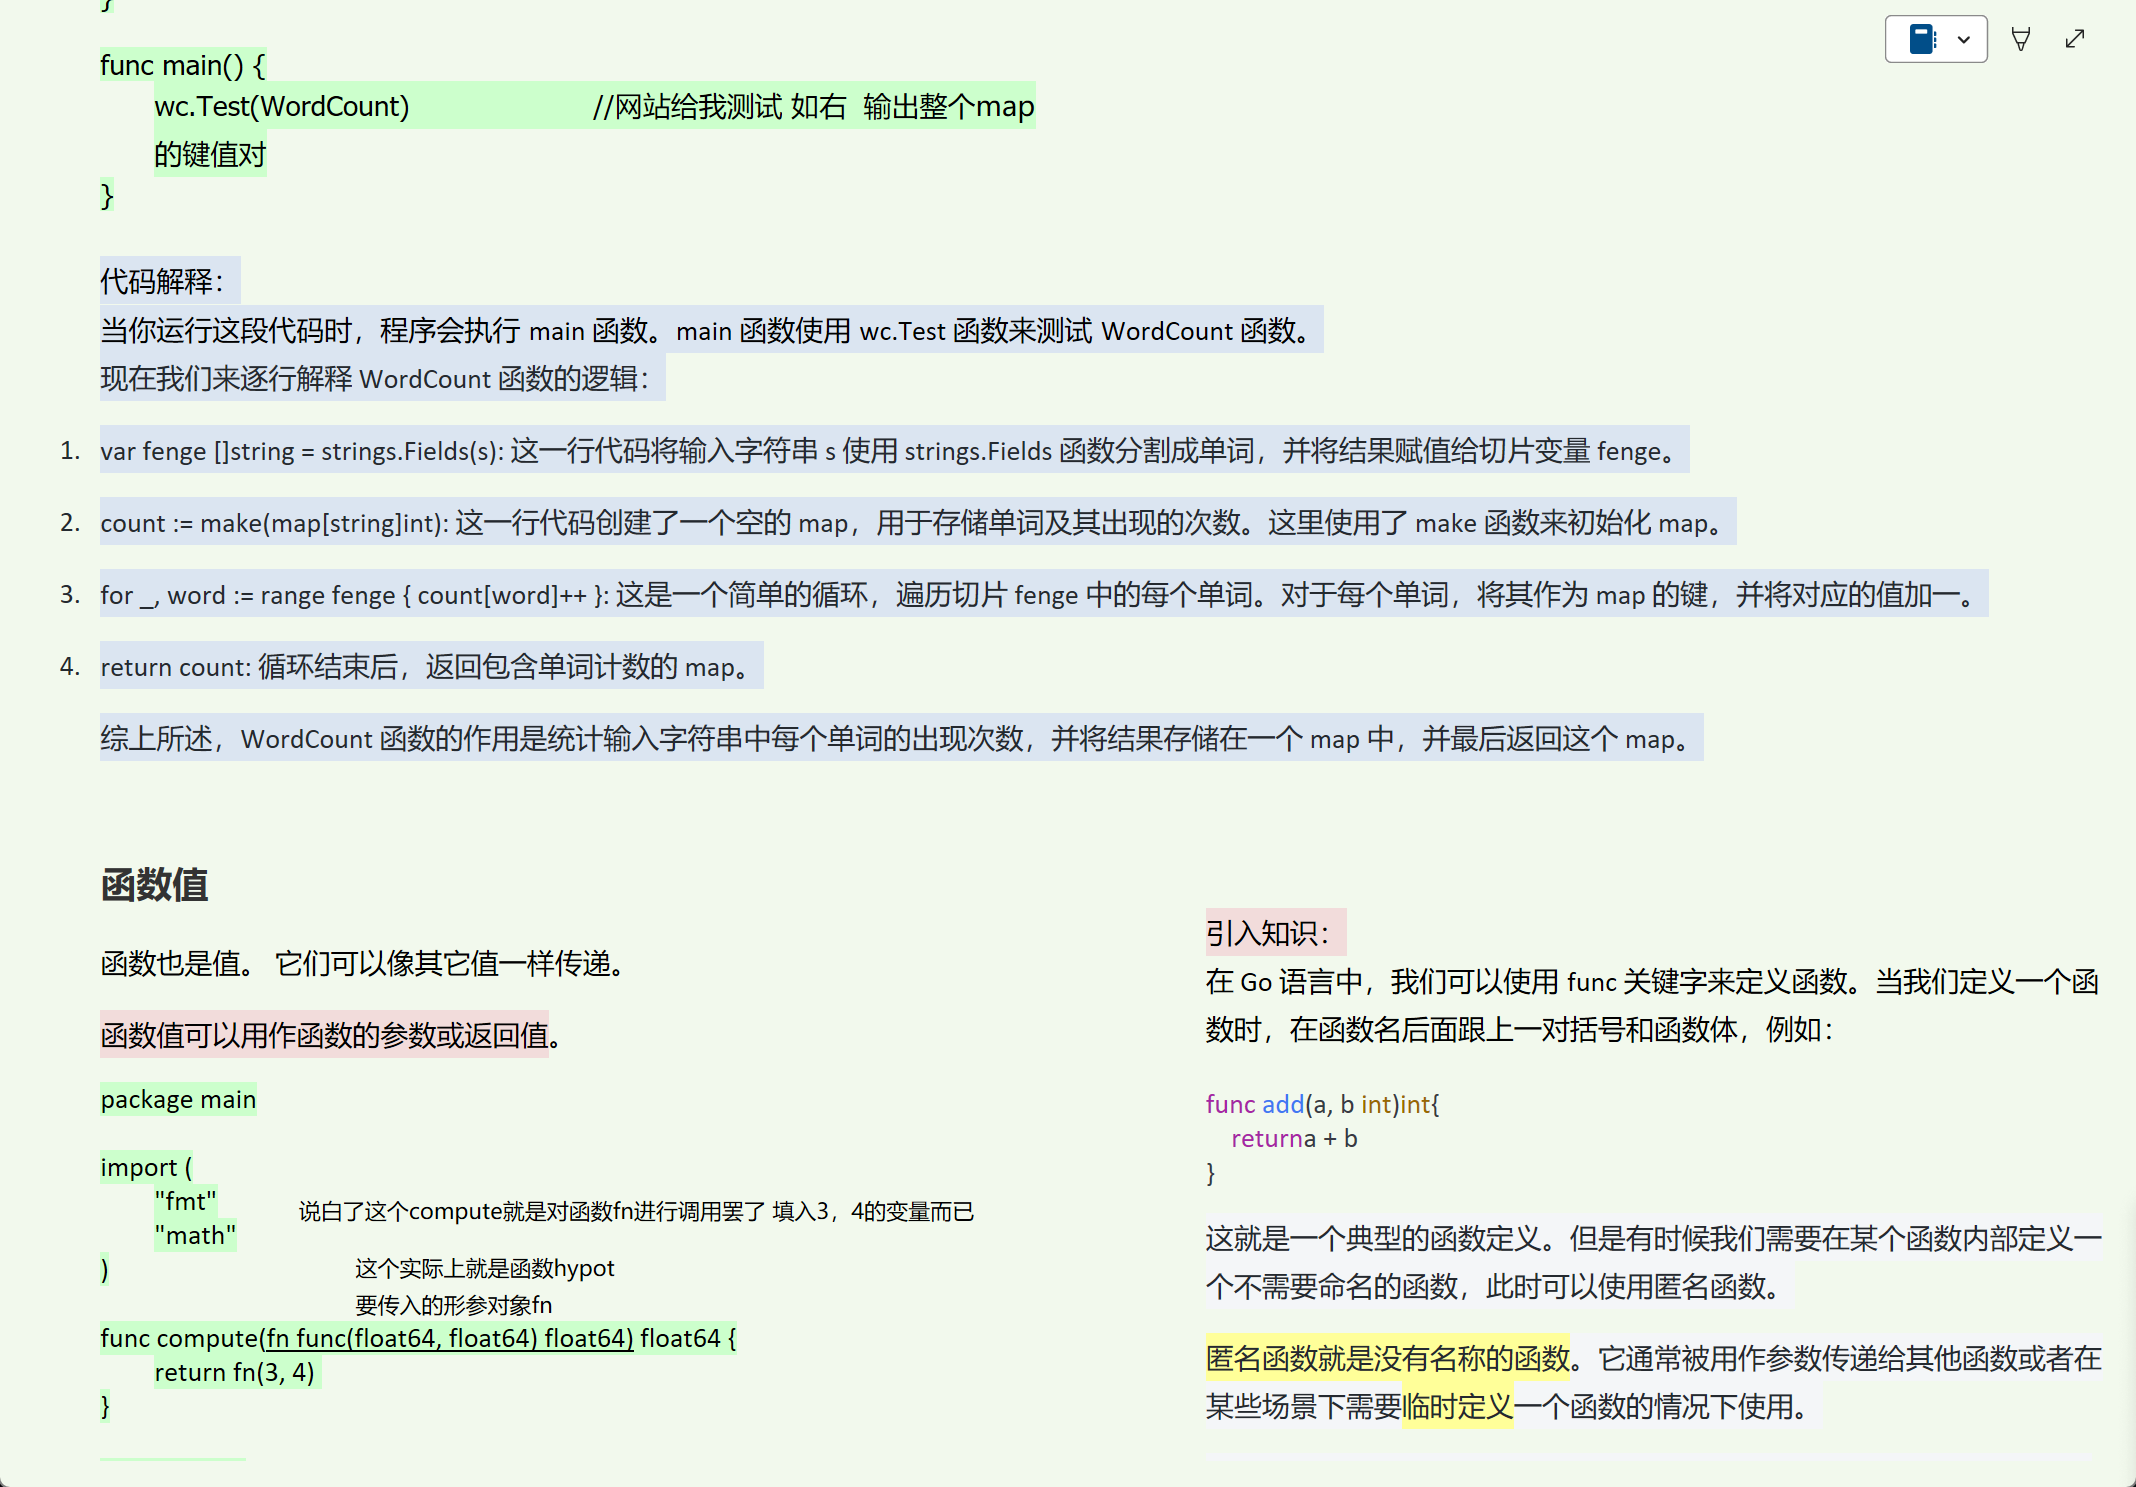 }
func main() {
wc.Test(WordCount) //网站给我测试 如右 输出整个map
的键值对
}
代码解释：
当你运行这段代码时，程序会执行 main 函数。main 函数使用 wc.Test 函数来测试 WordCount 函数。
现在我们来逐行解释 WordCount 函数的逻辑：
1. var fenge []string = strings.Fields(s): 这一行代码将输入字符串 s 使用 strings.Fields 函数分割成单词，并将结果赋值给切片变量 fenge。
2. count := make(map[string]int): 这一行代码创建了一个空的 map，用于存储单词及其出现的次数。这里使用了 make 函数来初始化 map。
3. for _, word := range fenge { count[word]++ }: 这是一个简单的循环，遍历切片 fenge 中的每个单词。对于每个单词，将其作为 map 的键，并将对应的值加一。
4. return count: 循环结束后，返回包含单词计数的 map。
综上所述，WordCount 函数的作用是统计输入字符串中每个单词的出现次数，并将结果存储在一个 map 中，并最后返回这个 map。
函数值
函数也是值。 它们可以像其它值一样传递。
函数值可以用作函数的参数或返回值。
package main
import (
"fmt"
"math"
)
说白了这个compute就是对函数fn进行调用罢了 填入3，4的变量而已
这个实际上就是函数hypot
要传入的形参对象fn
func compute(fn func(float64, float64) float64) float64 {
return fn(3, 4)
}
引入知识：
在 Go 语言中，我们可以使用 func 关键字来定义函数。当我们定义一个函
数时，在函数名后面跟上一对括号和函数体，例如：
func add(a, b int)int{
returna + b
}
这就是一个典型的函数定义。但是有时候我们需要在某个函数内部定义一
个不需要命名的函数，此时可以使用匿名函数。
匿名函数就是没有名称的函数。它通常被用作参数传递给其他函数或者在
某些场景下需要临时定义一个函数的情况下使用。